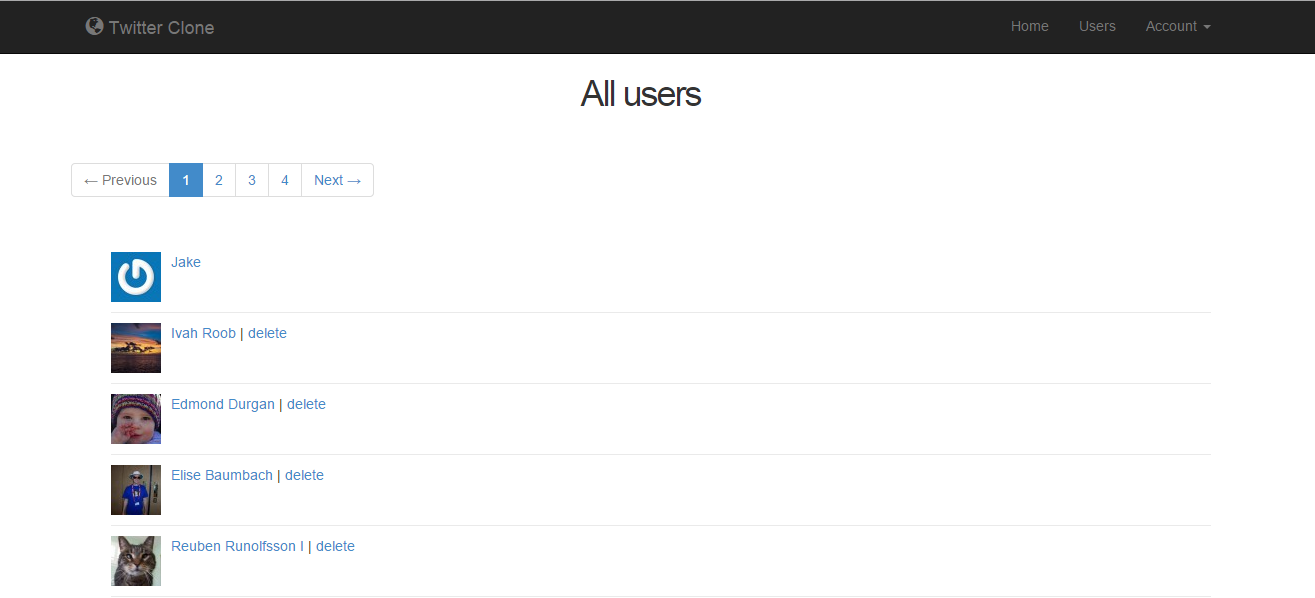 Twitter Clone Home Users Account
All users
← Previous 1 2 3 4 Next →
Jake
Ivah Roob | delete
Edmond Durgan | delete
Elise Baumbach | delete
Reuben Runolfsson I | delete